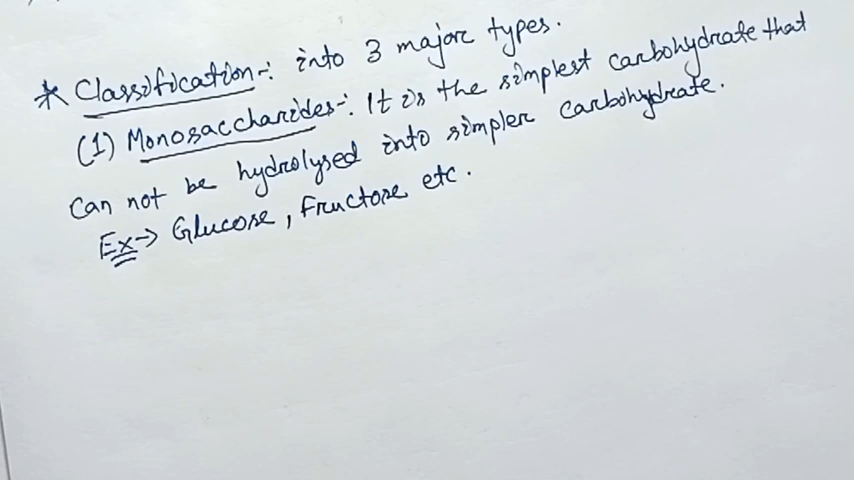 * Classification:- into 3 major types.
(1) Monosaccharides:- It is the simplest carbohydrate that
can not be hydrolysed into simpler carbohydrate.
Ex→ Glucose, Fructose etc.